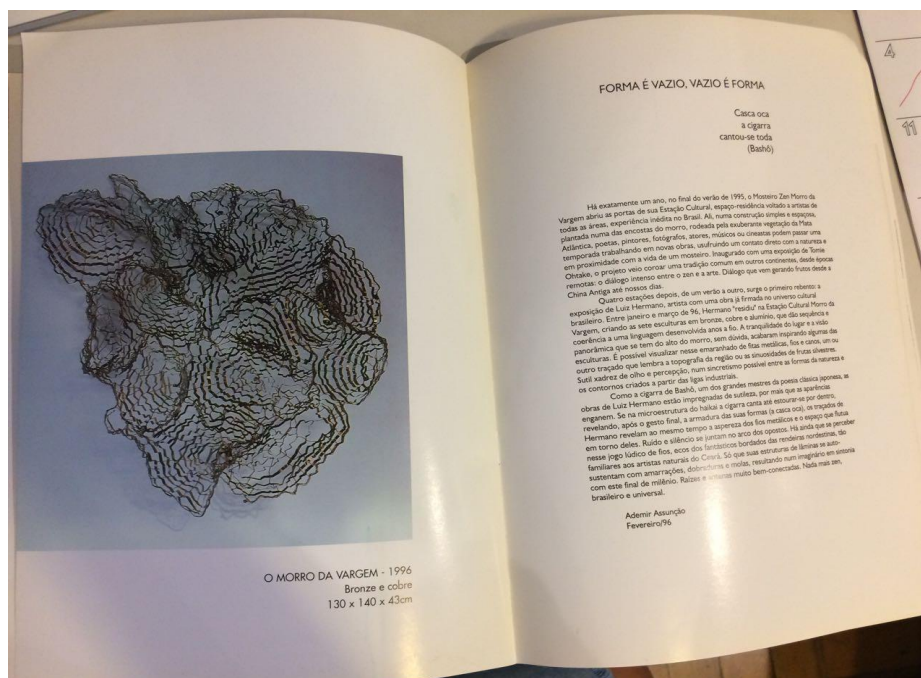 O MORRO DA VARGEM - 1996
Bronze e cobre
130 x 140 x 43cm
FORMA É VAZIO, VAZIO É FORMA
Casca oca
a cigarra
cantou-se toda
(Bashô)
Há exatamente um ano, no final do verão de 1995, o Mosteiro Zen Morro da
Vargem abriu as portas de sua Estação Cultural, espaço-residência voltado a artistas de
todas as áreas, experiência inédita no Brasil. Ali, numa construção simples e espaçosa,
plantada numa das encostas do morro, rodeada pela exuberante vegetação da Mata
Atlântica, poetas, pintores, fotógrafos, atores, músicos ou cineastas podem passar uma
temporada trabalhando em novas obras, usufruindo um contato direto com a natureza e
em proximidade com a vida de um mosteiro. Inaugurado com uma exposição de Tomie
Ohtake, o projeto veio coroar uma tradição comum em outros continentes, desde épocas
remotas: o diálogo intenso entre o zen e a arte. Diálogo que vem gerando frutos desde a
China Antiga até nossos dias.
Quatro estações depois, de um verão a outro, surge o primeiro rebento: a
exposição de Luiz Hermano, artista com uma obra já firmada no universo cultural
brasileiro. Entre janeiro e março de 96, Hermano "residiu" na Estação Cultural Morro da
Vargem, criando as sete esculturas em bronze, cobre e alumínio, que dão sequência e
coerência a uma linguagem desenvolvida anos a fio. A tranquilidade do lugar e a visão
panorâmica que se tem do alto do morro, sem dúvida, acabaram inspirando algumas das
esculturas. É possível visualizar nesse emaranhado de fitas metálicas, fios e canos, um ou
outro traçado que lembra a topografia da região ou as sinuosidades de frutas silvestres.
Sutil xadrez de olho e percepção, num sincretismo possível entre as formas da natureza e
os contornos criados a partir das ligas industriais.
Como a cigarra de Bashô, um dos grandes mestres da poesia clássica japonesa, as
obras de Luiz Hermano estão impregnadas de sutileza, por mais que as aparências
enganem. Se na microestrutura do haikai a cigarra canta até estourar-se por dentro,
revelando, após o gesto final, a armadura das suas formas (a casca oca), os traçados de
Hermano revelam ao mesmo tempo a aspereza dos fios metálicos e o espaço que flutua
em torno deles. Ruído e silêncio se juntam no arco dos opostos. Há ainda que se perceber
nesse jogo lúdico de fios, ecos dos fantásticos bordados das rendeiras nordestinas, tão
familiares aos artistas naturais do Ceará. Só que suas estruturas de lâminas se auto-
sustentam com amarrações, dobraduras e molas, resultando num imaginário em sintonia
com este final de milênio. Raízes e antenas muito bem-conectadas. Nada mais zen,
brasileiro e universal.
Ademir Assunção
Fevereiro/96
4
11